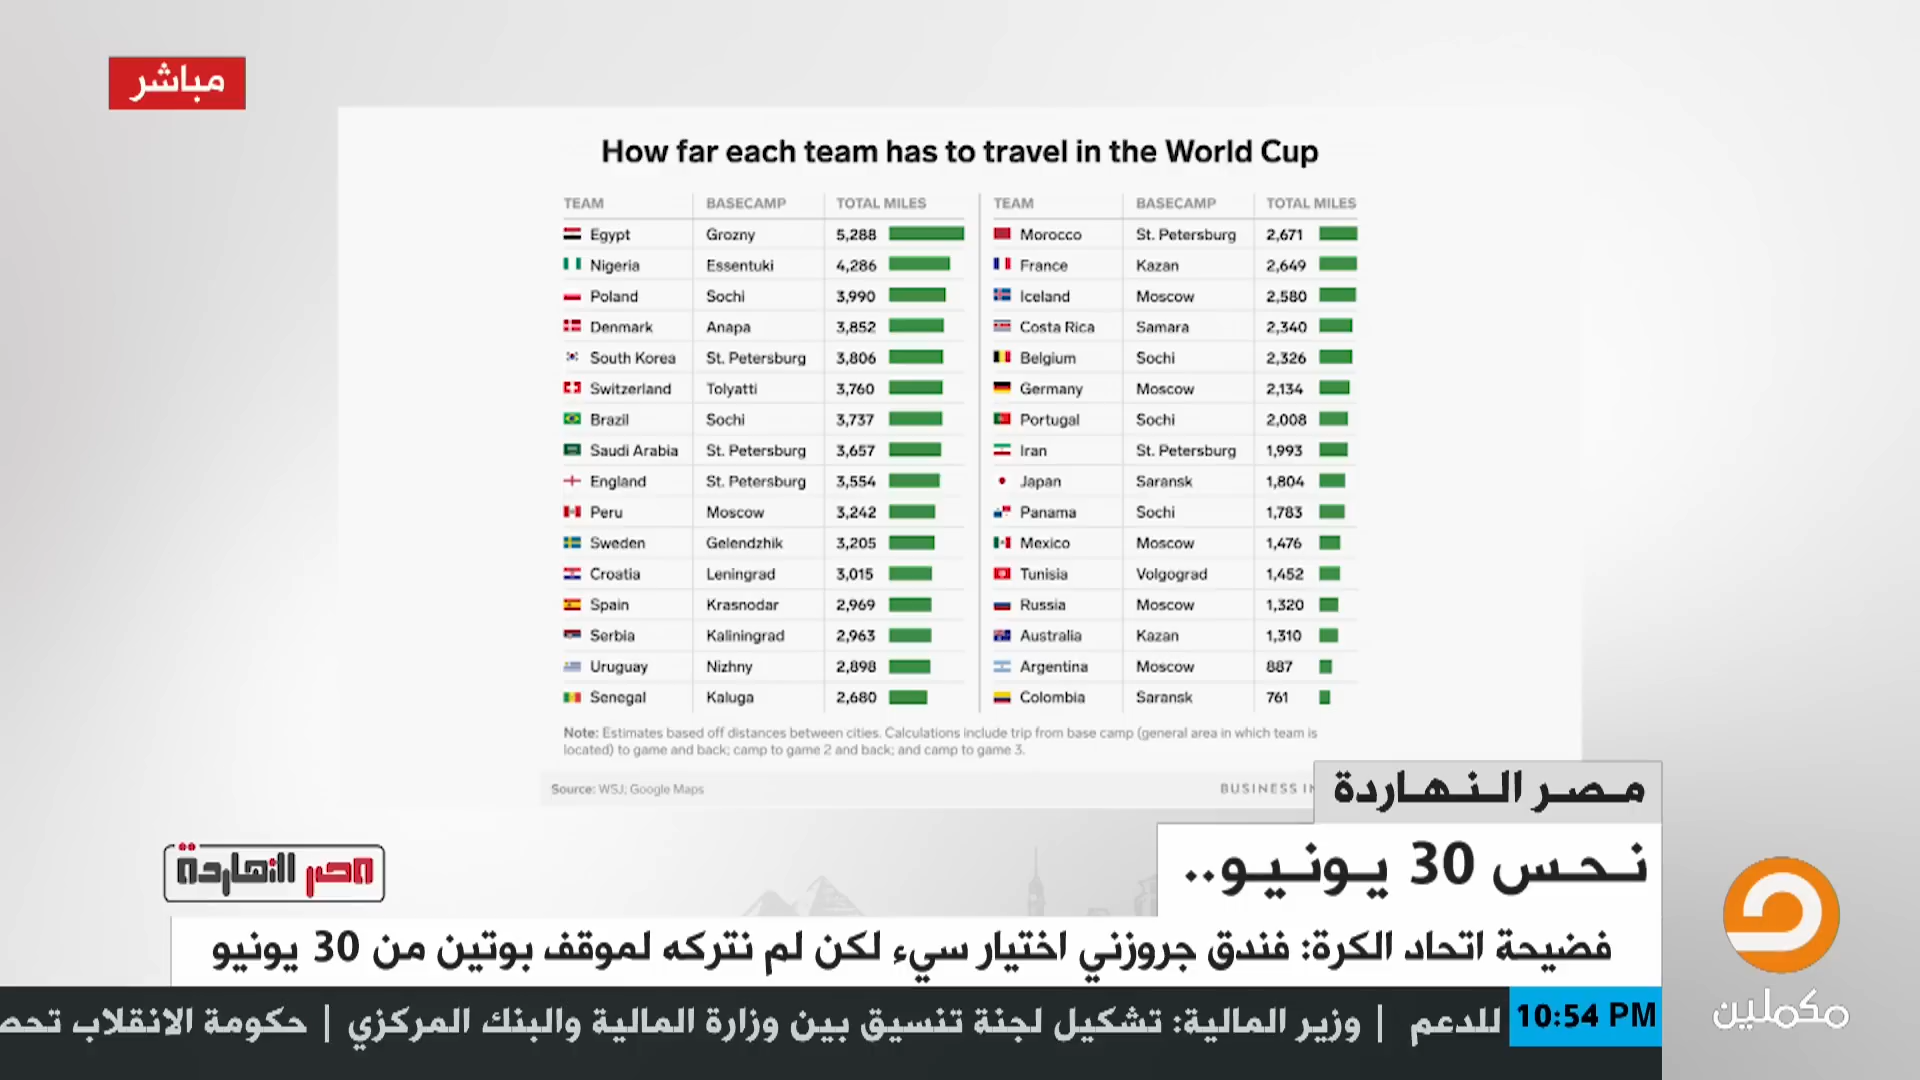 مباشر
How far each team has to travel in the World Cup
TEAM BASECAMP TOTAL MILES TEAM BASECAMP TOTAL MILES
Egypt Grozny 5,288 Morocco St. Petersburg 2,671
Nigeria Essentuki 4,286 France Kazan 2,649
Poland Sochi 3,990 Iceland Moscow 2,580
Denmark Anapa 3,852 Costa Rica Samara 2,340
South Korea St. Petersburg 3,806 Belgium Sochi 2,326
Switzerland Tolyatti 3,760 Germany Moscow 2,134
Brazil Sochi 3,737 Portugal Sochi 2,008
Saudi Arabia St. Petersburg 3,657 Iran St. Petersburg 1,993
England St. Petersburg 3,554 Japan Saransk 1,804
Peru Moscow 3,242 Panama Sochi 1,783
Sweden Gelendzhik 3,205 Mexico Moscow 1,476
Croatia Leningrad 3,015 Tunisia Volgograd 1,452
Spain Krasnodar 2,969 Russia Moscow 1,320
Serbia Kaliningrad 2,963 Australia Kazan 1,310
Uruguay Nizhny 2,898 Argentina Moscow 887
Senegal Kaluga 2,680 Colombia Saransk 761
Note: Estimates based off distances between cities. Calculations include trip from base camp (general area in which team is
located) to game and back; camp to game 2 and back; and camp to game 3.
Source: WSJ; Google Maps BUSINESS
مصر النهاردة
نحس 30 يونيو..
مصر النهاردة
فضيحة اتحاد الكرة: فندق جروزني اختيار سيء لكن لم نتركه لموقف بوتين من 30 يونيو
10:54 PM
للدعم | وزير المالية: تشكيل لجنة تنسيق بين وزارة المالية والبنك المركزي | حكومة الانقلاب
مكملين